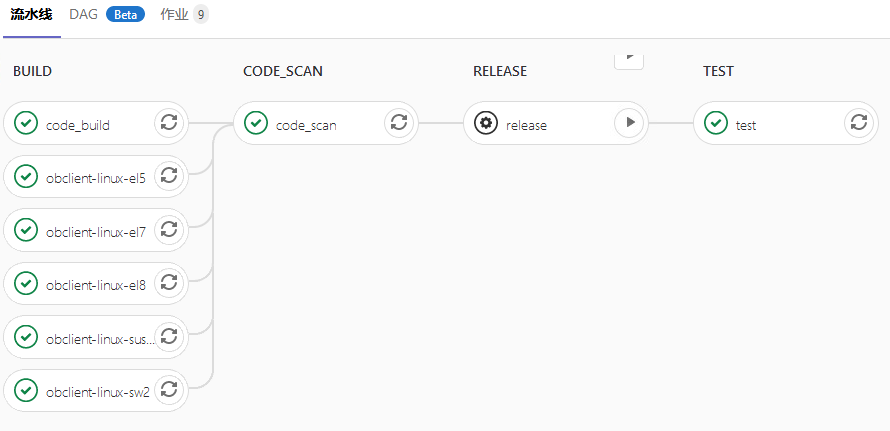 流水线 DAG Beta 作业 9
BUILD CODE_SCAN RELEASE TEST
code_build code_scan release test
obclient-linux-el5
obclient-linux-el7
obclient-linux-el8
obclient-linux-sus...
obclient-linux-sw2